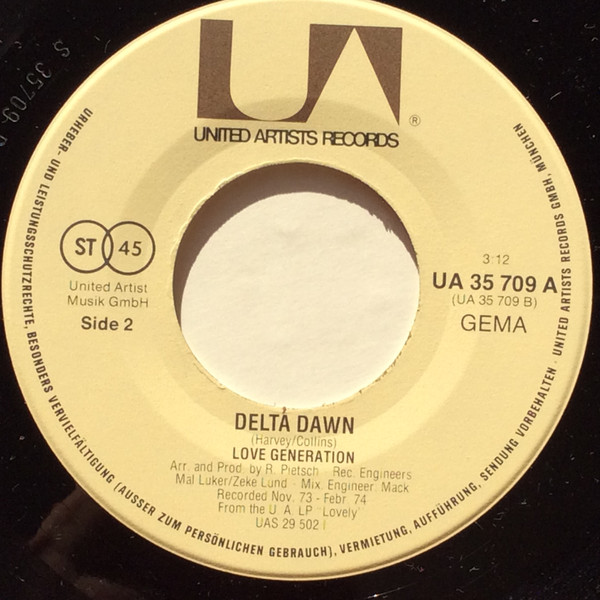 UA
UNITED ARTISTS RECORDS
®
S 35709
ST 45
United Artist
Musik GmbH
Side 2
3:12
UA 35 709 A
(UA 35 709 B)
GEMA
DELTA DAWN
(Harvey/Collins)
LOVE GENERATION
Arr. and Prod. by R. Pietsch Rec. Engineers
Mal Luker/Zeke Lund · Mix. Engineer Mack
Recorded Nov. 73 - Febr. 74
From the U. A. LP "Lovely"
UAS 29 502 I
URHEBER- UND LEISTUNGSSCHUTZRECHTE, BESONDERS VERVIELFÄLTIGUNG (AUSSER ZUM PERSÖNLICHEN GEBRAUCH), VERMIETUNG, AUFFÜHRUNG, SENDUNG VORBEHALTEN · UNITED ARTISTS RECORDS GMBH, MÜNCHEN